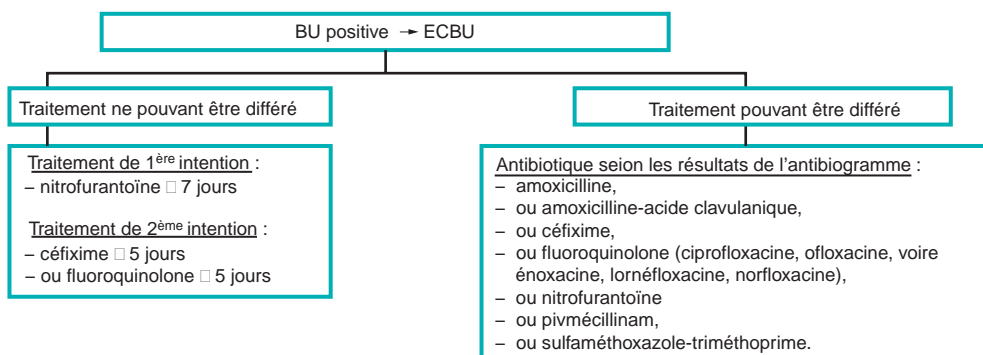 BU positive → ECBU
Traitement ne pouvant être différé
Traitement pouvant être différé
Traitement de 1ère intention :
– nitrofurantoïne □ 7 jours
Traitement de 2ème intention :
– céfixime □ 5 jours
– ou fluoroquinolone □ 5 jours
Antibiotique selon les résultats de l’antibiogramme :
– amoxicilline,
– ou amoxicilline-acide clavulanique,
– ou céfixime,
– ou fluoroquinolone (ciprofloxacine, ofloxacine, voire
énoxacine, lornéfloxacine, norfloxacine),
– ou nitrofurantoïne
– ou pivmécillinam,
– ou sulfaméthoxazole-triméthoprime.